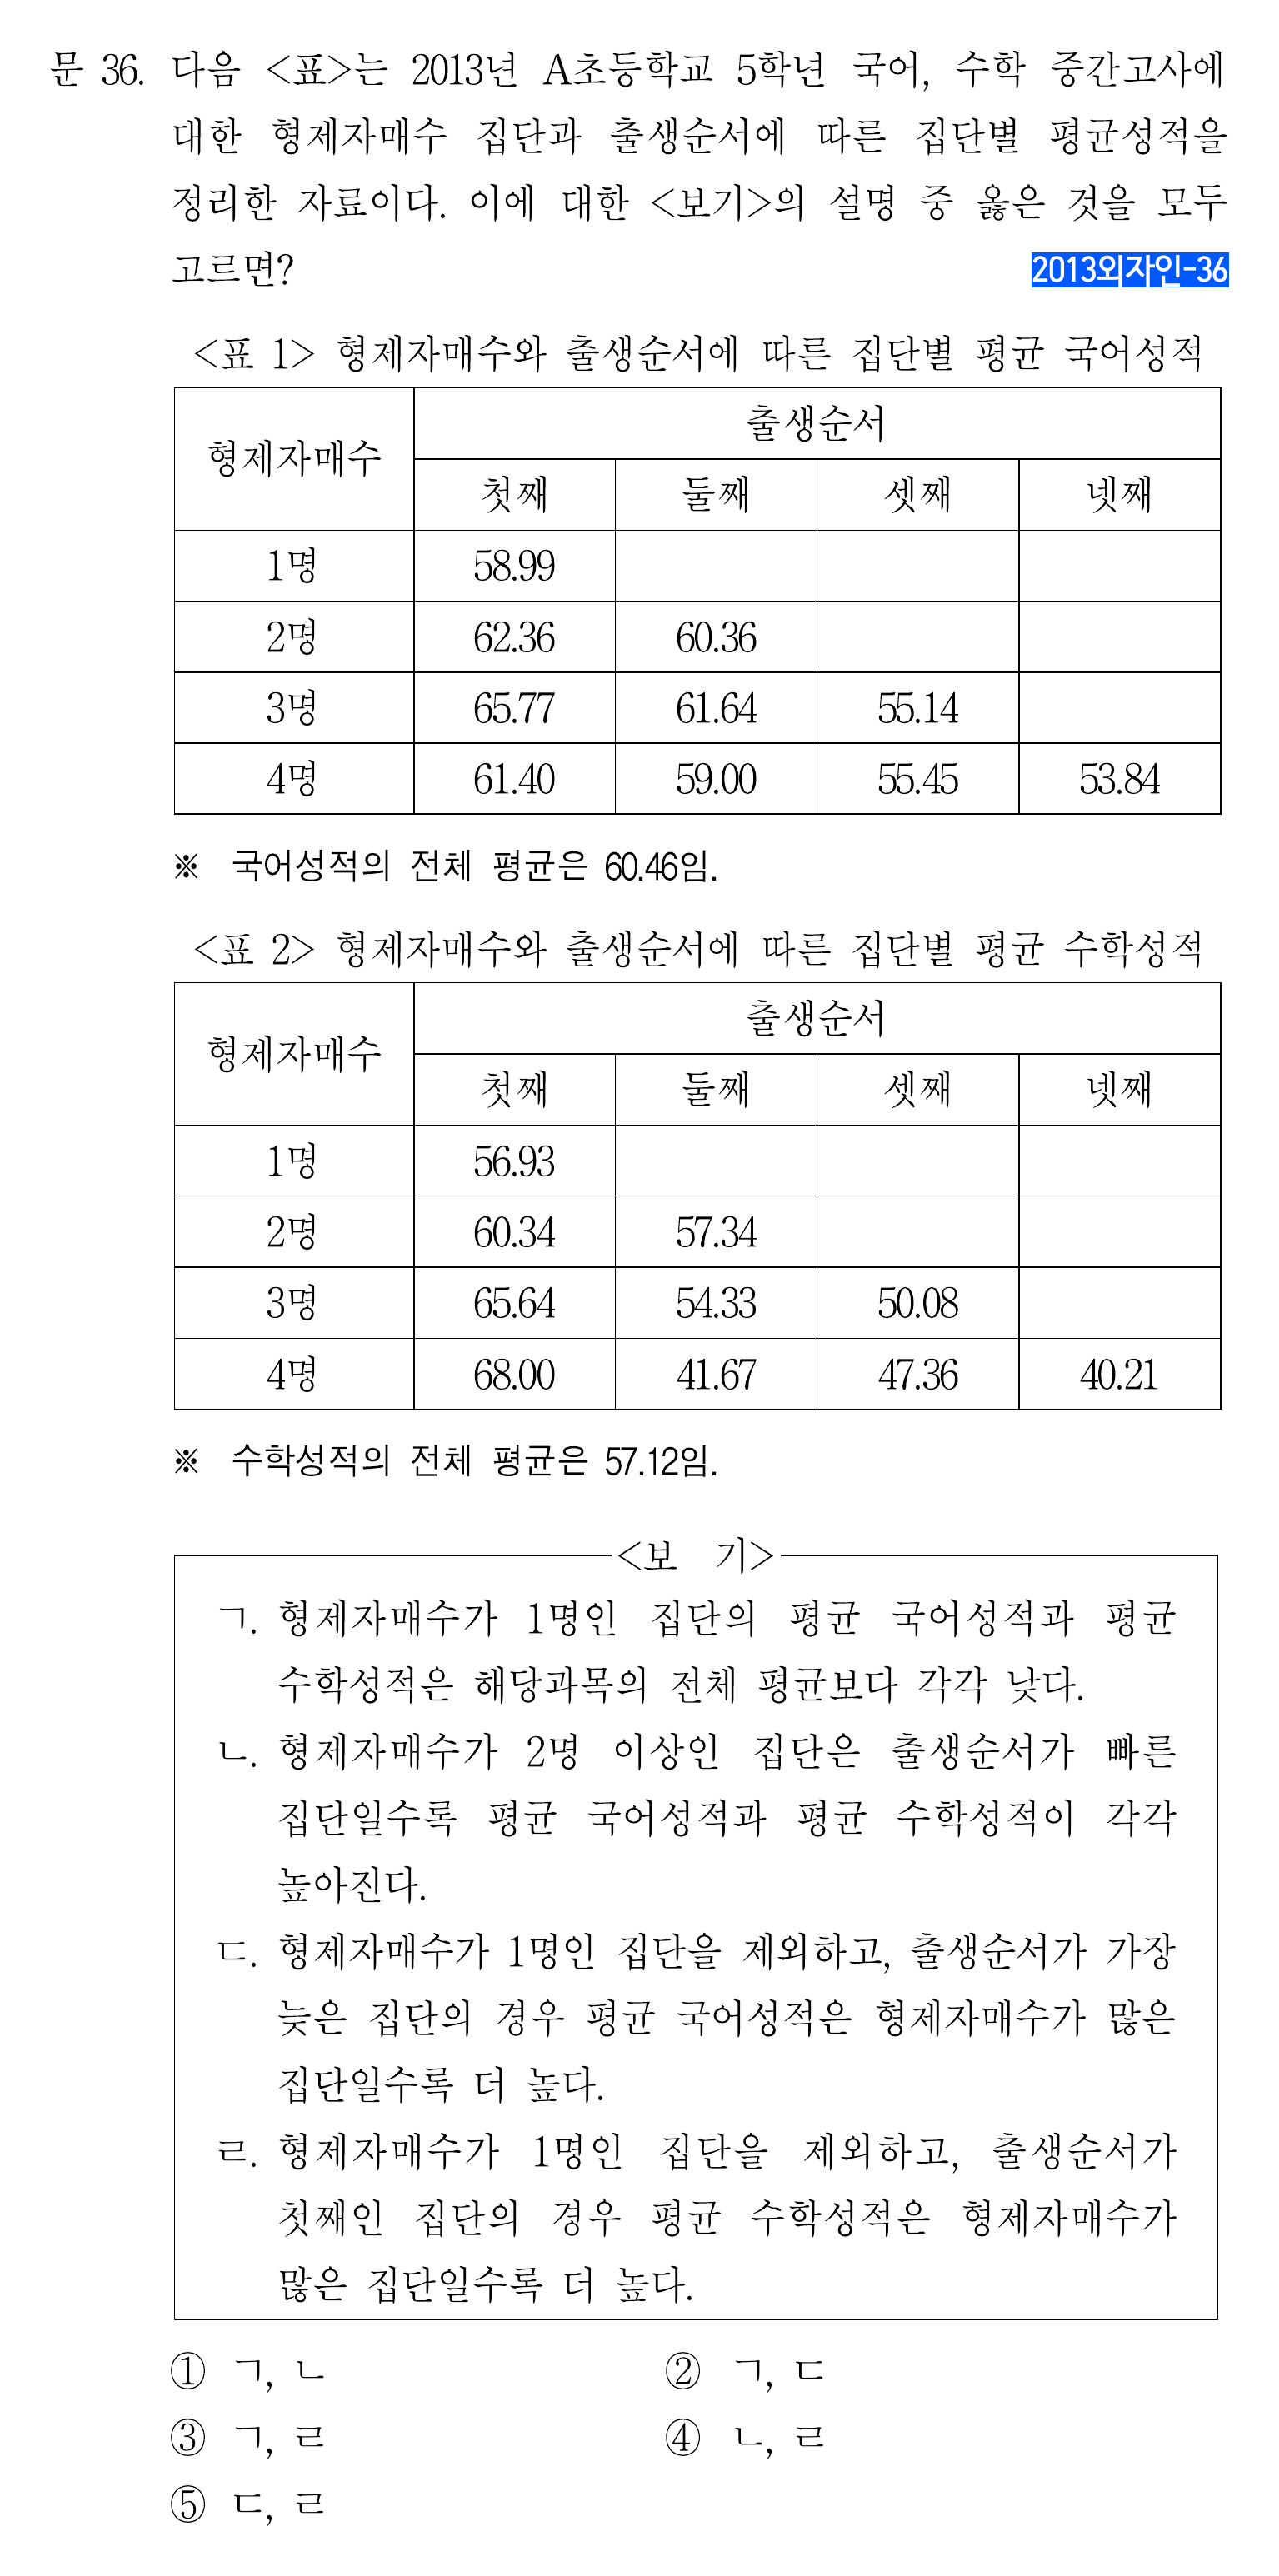 문 36. 다음 <표>는 2013년 A초등학교 5학년 국어, 수학 중간고사에
대한 형제자매수 집단과 출생순서에 따른 집단별 평균성적을
정리한 자료이다. 이에 대한 <보기>의 설명 중 옳은 것을 모두
고르면? 2013외자인-36
<표 1> 형제자매수와 출생순서에 따른 집단별 평균 국어성적
형제자매수 출생순서
첫째 둘째 셋째 넷째
1명 58.99
2명 62.36 60.36
3명 65.77 61.64 55.14
4명 61.40 59.00 55.45 53.84
※ 국어성적의 전체 평균은 60.46임.
<표 2> 형제자매수와 출생순서에 따른 집단별 평균 수학성적
형제자매수 출생순서
첫째 둘째 셋째 넷째
1명 56.93
2명 60.34 57.34
3명 65.64 54.33 50.08
4명 68.00 41.67 47.36 40.21
※ 수학성적의 전체 평균은 57.12임.
<보 기>
ㄱ. 형제자매수가 1명인 집단의 평균 국어성적과 평균
수학성적은 해당과목의 전체 평균보다 각각 낮다.
ㄴ. 형제자매수가 2명 이상인 집단은 출생순서가 빠른
집단일수록 평균 국어성적과 평균 수학성적이 각각
높아진다.
ㄷ. 형제자매수가 1명인 집단을 제외하고, 출생순서가 가장
늦은 집단의 경우 평균 국어성적은 형제자매수가 많은
집단일수록 더 높다.
ㄹ. 형제자매수가 1명인 집단을 제외하고, 출생순서가
첫째인 집단의 경우 평균 수학성적은 형제자매수가
많은 집단일수록 더 높다.
① ㄱ, ㄴ ② ㄱ, ㄷ
③ ㄱ, ㄹ ④ ㄴ, ㄹ
⑤ ㄷ, ㄹ